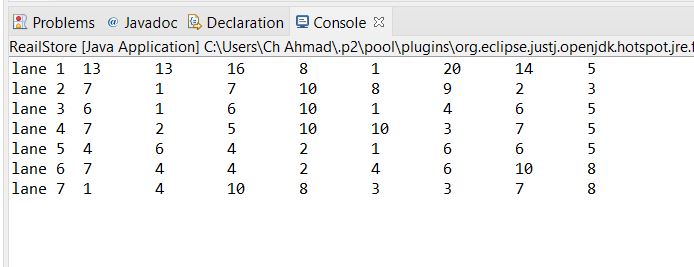 Problems @ Javadoc Declaration Console
RealStore [Java Application] C:\Users\Ch Ahmad\.p2\pool\plugins\org.eclipse.justj.openjdk.hotspot.jre.f
lane 1 13 13 16 8 1 20 14 5
lane 2 7 1 7 10 8 9 2 3
lane 3 6 1 6 10 1 4 6 5
lane 4 7 2 5 10 10 3 7 5
lane 5 4 6 4 2 1 6 6 5
lane 6 7 4 4 2 4 6 10 8
lane 7 1 4 10 8 3 3 7 8